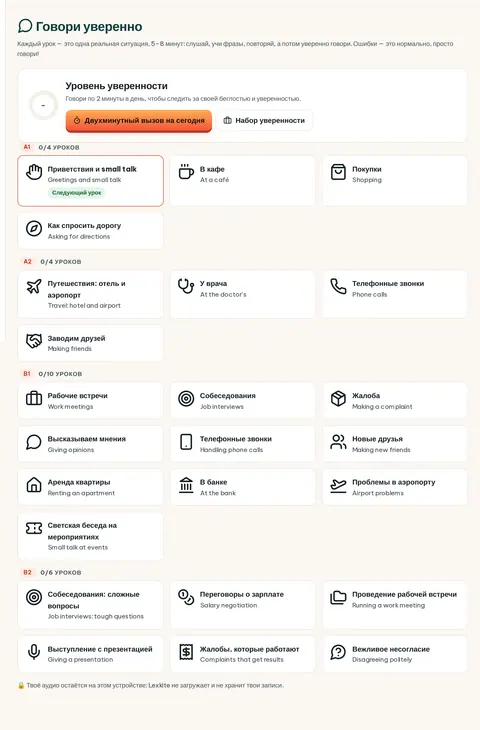 Говори уверенно
Каждый урок — это одна реальная ситуация, 5–8 минут: слушай, учи фразы, повторяй, а потом уверенно говори. Ошибки — это нормально, просто
говори!
Уровень уверенности
Говори по 2 минуты в день, чтобы следить за своей беглостью и уверенностью.
-
Двухминутный вызов на сегодня
Набор уверенности
A1 0/4 УРОКОВ
Приветствия и small talk
Greetings and small talk
Следующий урок
В кафе
At a café
Покупки
Shopping
Как спросить дорогу
Asking for directions
A2 0/4 УРОКОВ
Путешествия: отель и
аэропорт
Travel: hotel and airport
У врача
At the doctor's
Телефонные звонки
Phone calls
Заводим друзей
Making friends
B1 0/10 УРОКОВ
Рабочие встречи
Work meetings
Собеседования
Job interviews
Жалоба
Making a complaint
Высказываем мнения
Giving opinions
Телефонные звонки
Handling phone calls
Новые друзья
Making new friends
Аренда квартиры
Renting an apartment
В банке
At the bank
Проблемы в аэропорту
Airport problems
Светская беседа на
мероприятиях
Small talk at events
B2 0/6 УРОКОВ
Собеседования: сложные
вопросы
Job interviews: tough questions
Переговоры о зарплате
Salary negotiation
Проведение рабочей встречи
Running a work meeting
Выступление с презентацией
Giving a presentation
Жалобы, которые работают
Complaints that get results
Вежливое несогласие
Disagreeing politely
Твоё аудио остаётся на этом устройстве: Lexkite не загружает и не хранит твои записи.